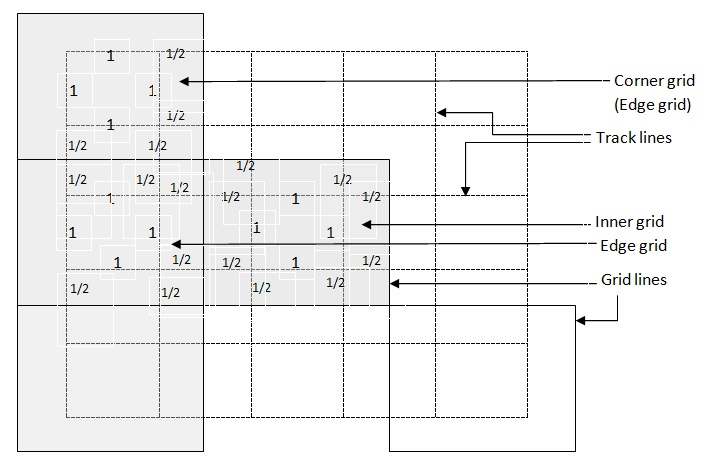 1 1/2
1 1 Corner grid
(Edge grid)
1 1/2
Track lines
1/2 1/2
1/2
1/2 1/2 1/2 1/2
1 1/2 1 1/2
1 1 1 1 Inner grid
Edge grid
1 1/2 1/2 1 1/2
Grid lines
1/2 1/2 1/2 1/2